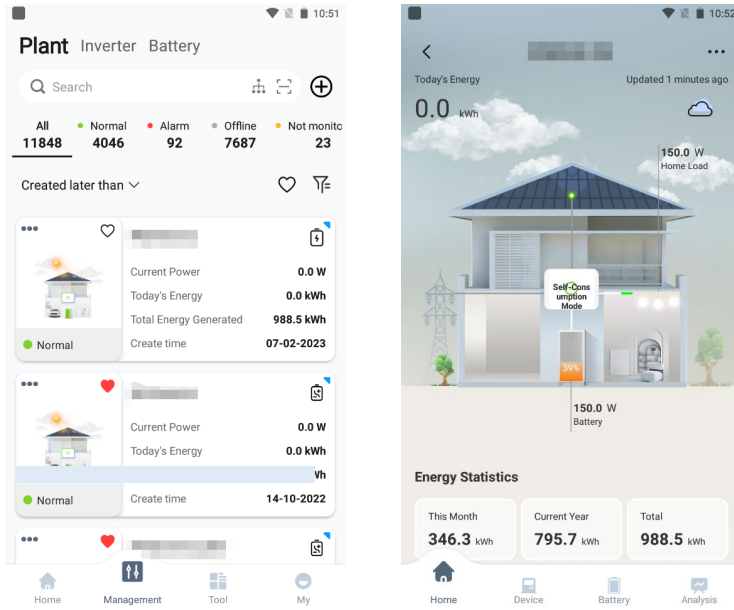 10:51
Plant Inverter Battery
Search
All Normal Alarm Offline Not monito
11848 4046 92 7687 23
Created later than
Current Power 0.0 W
Today's Energy 0.0 kWh
Total Energy Generated 988.5 kWh
Normal Create time 07-02-2023
Current Power 0.0 W
Today's Energy 0.0 kWh
Normal Create time 14-10-2022
Home Management Tool My
10:52
Today's Energy Updated 1 minutes ago
0.0 kWh
150.0 W
Home Load
Self-Cons
umption
Mode
39%
150.0 W
Battery
Energy Statistics
This Month Current Year Total
346.3 kWh 795.7 kWh 988.5 kWh
Home Device Battery Analysis